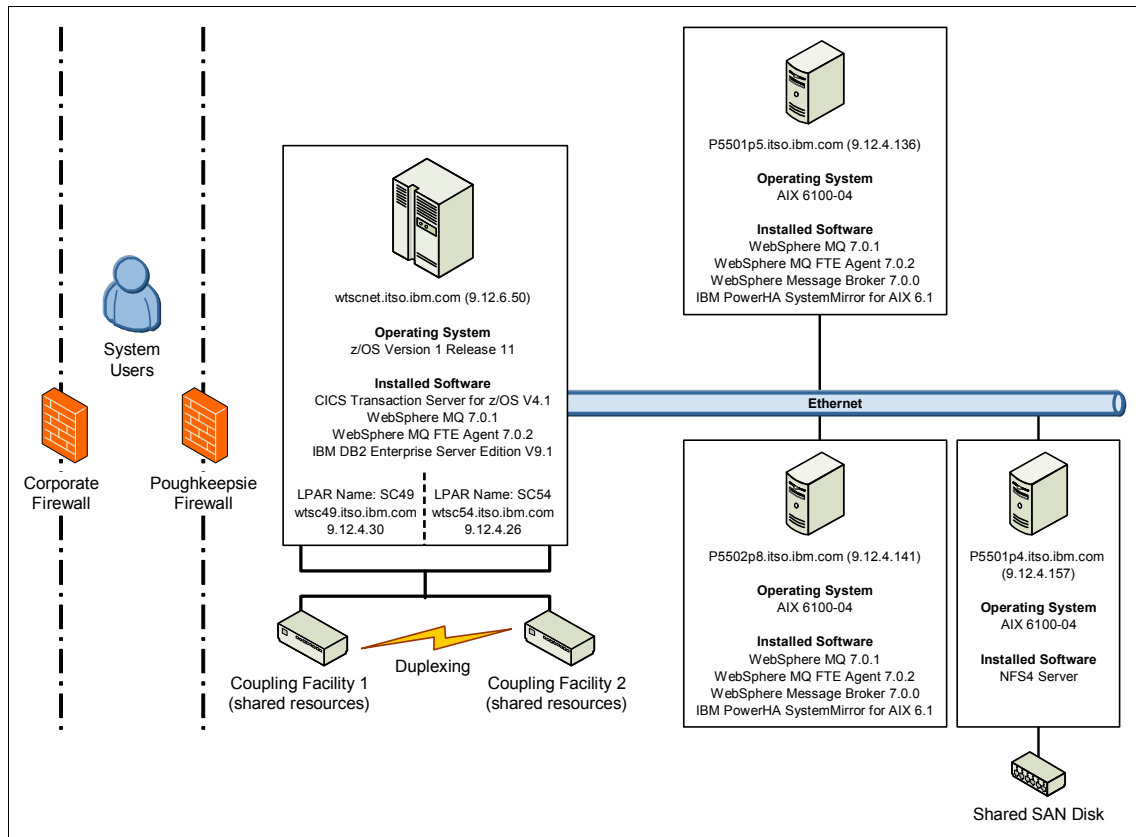 System
Users
Corporate
Firewall
Poughkeepsie
Firewall
wtscnet.itso.ibm.com (9.12.6.50)
Operating System
z/OS Version 1 Release 11
Installed Software
CICS Transaction Server for z/OS V4.1
WebSphere MQ 7.0.1
WebSphere MQ FTE Agent 7.0.2
IBM DB2 Enterprise Server Edition V9.1
LPAR Name: SC49
wtsc49.itso.ibm.com
9.12.4.30
LPAR Name: SC54
wtsc54.itso.ibm.com
9.12.4.26
Duplexing
Coupling Facility 1
(shared resources)
Coupling Facility 2
(shared resources)
P5501p5.itso.ibm.com (9.12.4.136)
Operating System
AIX 6100-04
Installed Software
WebSphere MQ 7.0.1
WebSphere MQ FTE Agent 7.0.2
WebSphere Message Broker 7.0.0
IBM PowerHA SystemMirror for AIX 6.1
Ethernet
P5502p8.itso.ibm.com (9.12.4.141)
Operating System
AIX 6100-04
Installed Software
WebSphere MQ 7.0.1
WebSphere MQ FTE Agent 7.0.2
WebSphere Message Broker 7.0.0
IBM PowerHA SystemMirror for AIX 6.1
P5501p4.itso.ibm.com
(9.12.4.157)
Operating System
AIX 6100-04
Installed Software
NFS4 Server
Shared SAN Disk